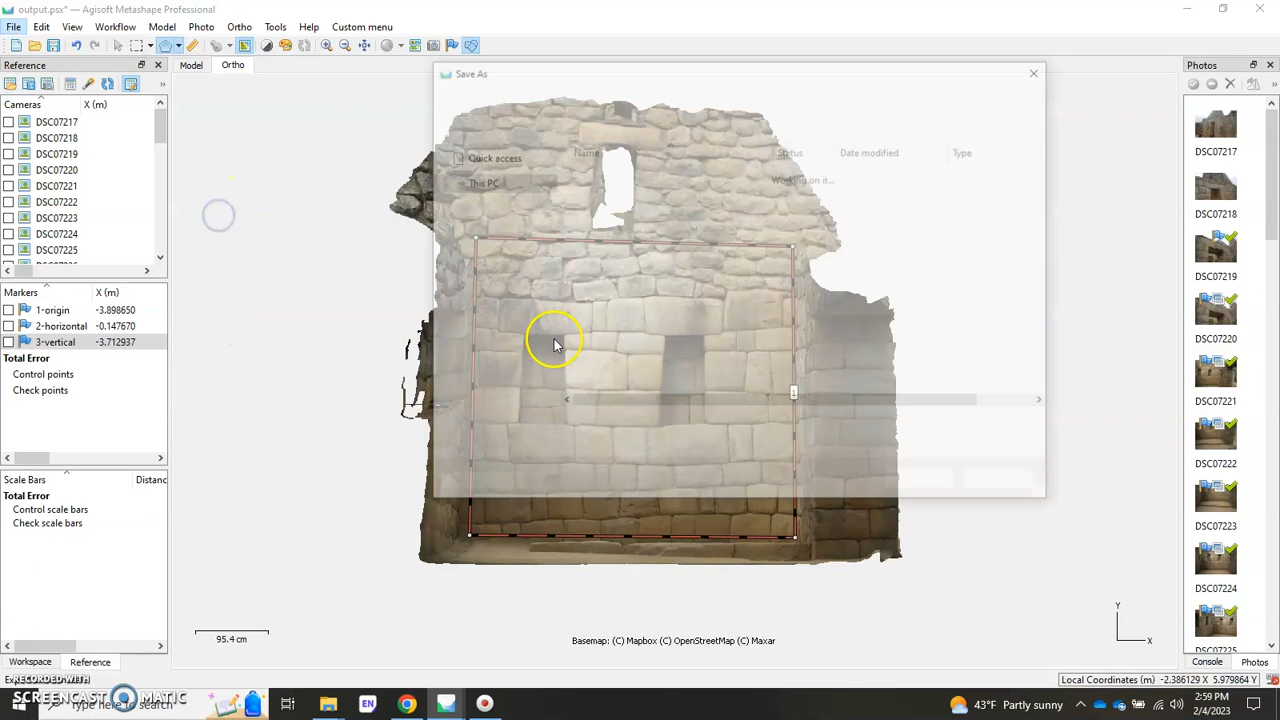 output.psx* — Agisoft Metashape Professional
File Edit View Workflow Model Photo Ortho Tools Help Custom menu
Reference
Model Ortho
Photos
Cameras X (m)
DSC07217
DSC07218
DSC07219
DSC07220
DSC07221
DSC07222
DSC07223
DSC07224
DSC07225
Markers X (m)
1-origin -3.898650
2-horizontal -0.147670
3-vertical -3.712937
Total Error
Control points
Check points
Scale Bars Distanc
Total Error
Control scale bars
Check scale bars
Workspace Reference
Save As
Quick access
This PC
Name Status Date modified Type
Working on it...
1
95.4 cm
Basemap: (C) Mapbox (C) OpenStreetMap (C) Maxar
Y
X
DSC07217
DSC07218
DSC07219
DSC07220
DSC07221
DSC07222
DSC07223
DSC07224
DSC07225
Console Photos
Local Coordinates (m) -2.386129 X 5.979864 Y
RECORDED WITH
SCREENCAST MATIC
here to search
EN
43°F Partly sunny
2:59 PM
2/4/2023